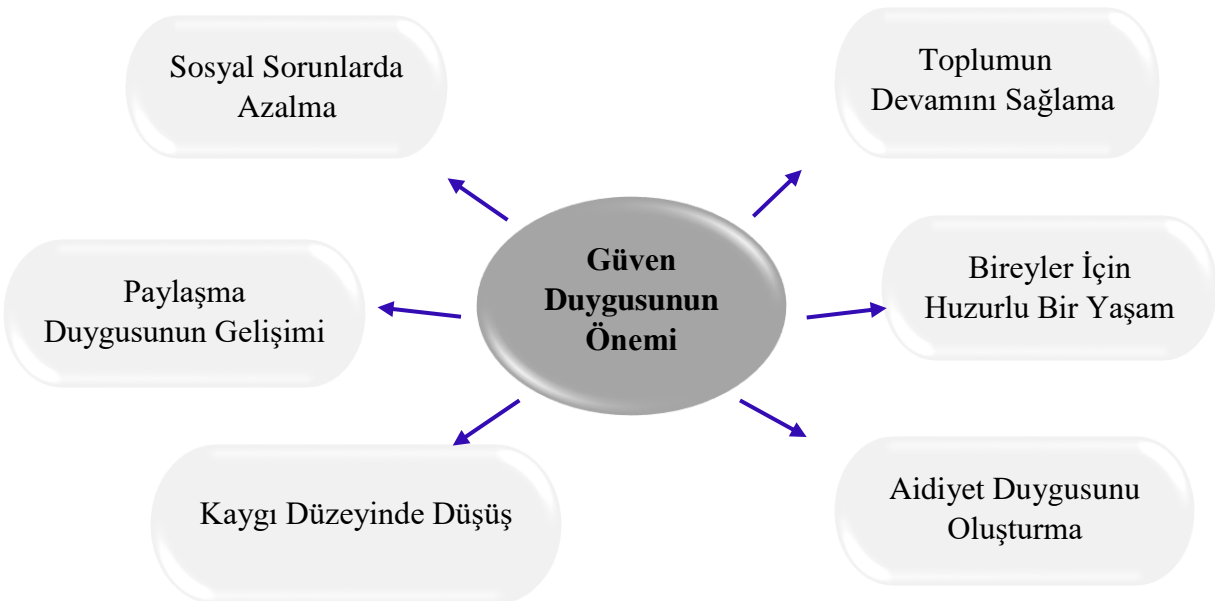 Sosyal Sorunlarda
Azalma
Toplumun
Devamını Sağlama
Güven
Duygusunun
Önemi
Paylaşma
Duygusunun Gelişimi
Bireyler İçin
Huzurlu Bir Yaşam
Kaygı Düzeyinde Düşüş
Aidiyet Duygusunu
Oluşturma